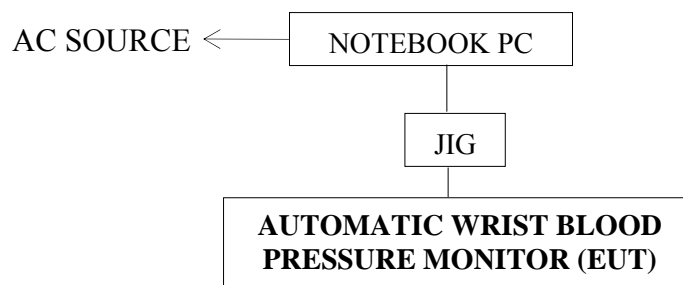 AC SOURCE
NOTEBOOK PC
JIG
AUTOMATIC WRIST BLOOD
PRESSURE MONITOR (EUT)